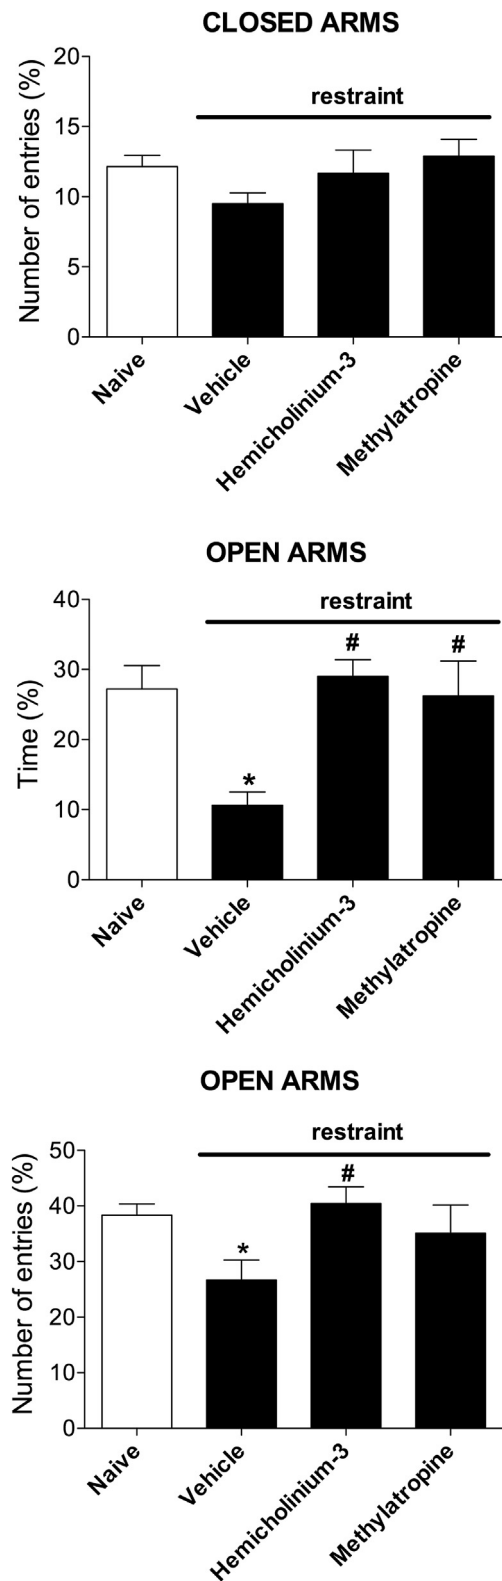 CLOSED ARMS
restraint
Number of entries (%)
20
15
10
5
0
Naive
Vehicle
Hemicholinium-3
Methylatropine
OPEN ARMS
restraint
Time (%)
40
30
20
10
0
#
#
*
Naive
Vehicle
Hemicholinium-3
Methylatropine
OPEN ARMS
restraint
Number of entries (%)
50
40
30
20
10
0
#
*
Naive
Vehicle
Hemicholinium-3
Methylatropine